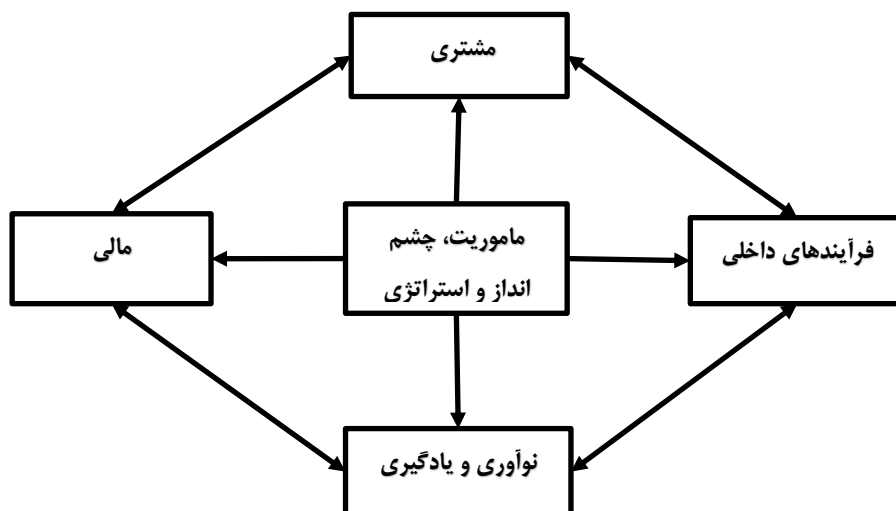 مشتری
فرآیندهای داخلی
ماموریت، چشم
انداز و استراتژی
مالی
نوآوری و یادگیری